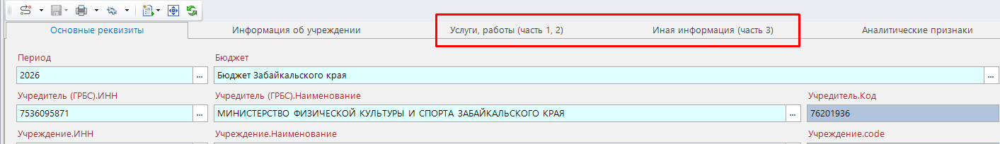 Основные реквизиты Информация об учреждении Услуги, работы (часть 1, 2) Иная информация (часть 3) Аналитические признаки
Период Бюджет
2026 ... Бюджет Забайкальского края ...
Учредитель (ГРБС).ИНН Учредитель (ГРБС).Наименование Учредитель.Код
7536095871 ... МИНИСТЕРСТВО ФИЗИЧЕСКОЙ КУЛЬТУРЫ И СПОРТА ЗАБАЙКАЛЬСКОГО КРАЯ ... 76201936
Учреждение.ИНН Учреждение.Наименование Учреждение.code